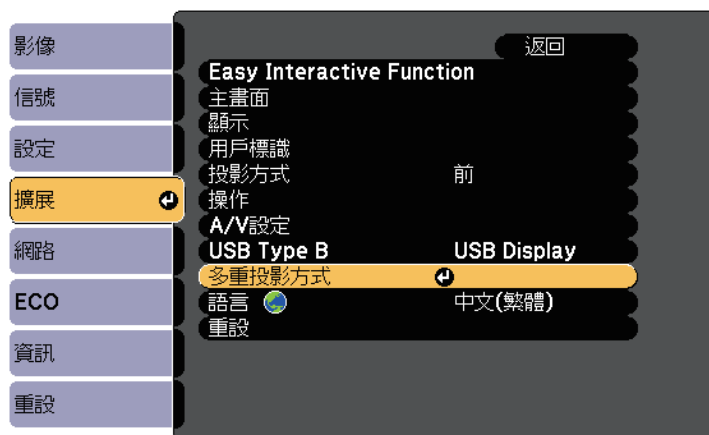 影像
信號
設定
擴展
網路
ECO
資訊
重設
返回
Easy Interactive Function
主畫面
顯示
用戶標識
投影方式 前
操作
A/V設定
USB Type B USB Display
多重投影方式
語言 中文(繁體)
重設